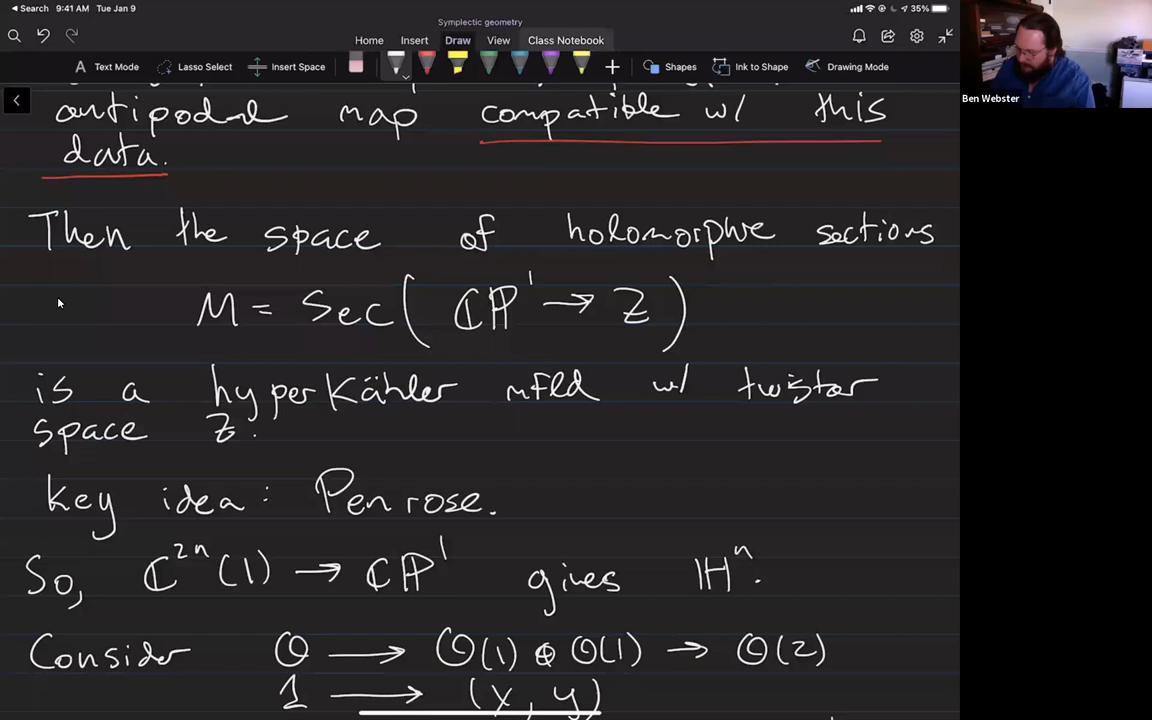 Search 9:41 AM Tue Jan 9
35%
Symplectic geometry
Home Insert Draw View Class Notebook
Text Mode Lasso Select Insert Space Shapes Ink to Shape Drawing Mode
Ben Webster
antipodal map compatible w/ this
data.
Then the space of holomorphic sections
M = Sec( ℂℙ¹ → Z )
is a hyperKähler mfld w/ twistor
space Z.
Key idea: Penrose.
So, ℂ²ⁿ(1) → ℂℙ¹ gives ℍⁿ.
Consider 𝒪 → 𝒪(1) ⊕ 𝒪(1) → 𝒪(2)
1 → (x, y)